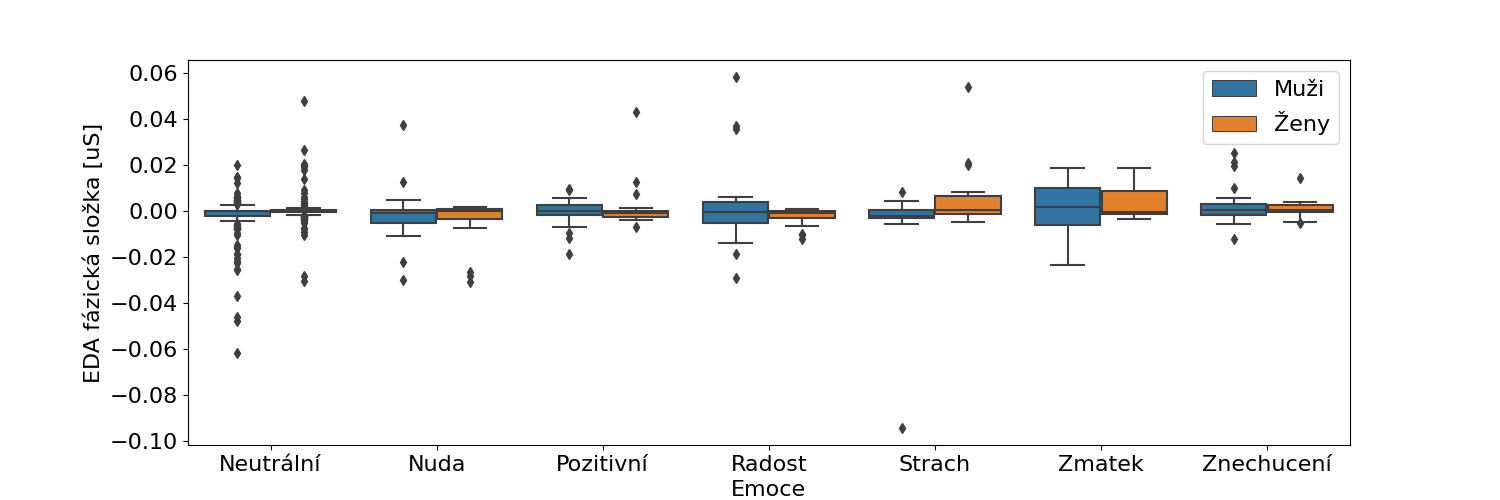 0.06
0.04
0.02
0.00
−0.02
−0.04
−0.06
−0.08
−0.10
EDA fázická složka [uS]
Muži
Ženy
Neutrální Nuda Pozitivní Radost Strach Zmatek Znechucení
Emoce